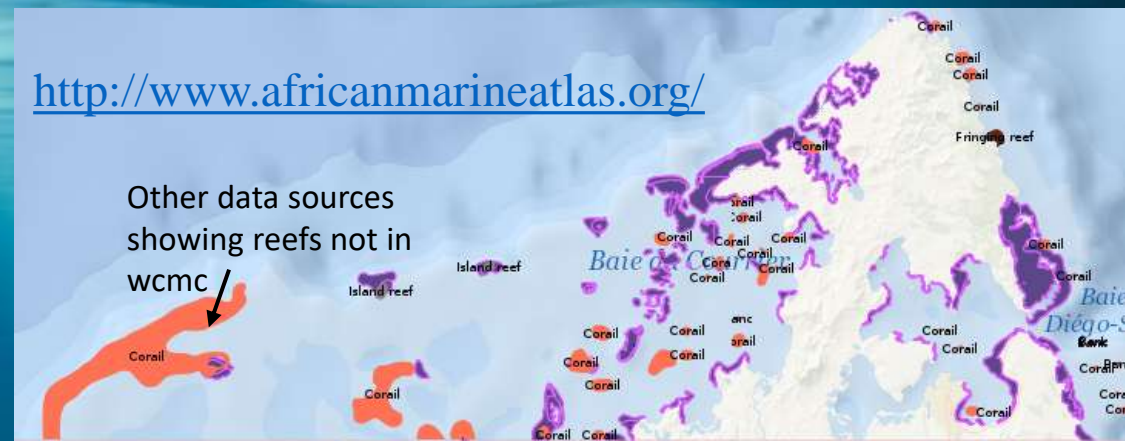 Corail
http://www.africanmarineatlas.org/
Corail
Corail
Corail
Fringing reef
Corail
Other data sources
showing reefs not in
wcmc
Corail
Corail
Corail
Corail
Baie
Island reef
Corail
Corail
Island reef
Corail
Corail
Baie
Corail
Corail
Corail
Corail
Corail
Corail
Corail
Corail
Corail
Corail
Corail
Corail